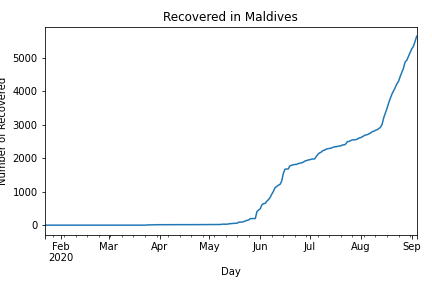 Recovered in Maldives
Number of Recovered
5000
4000
3000
2000
1000
0
Feb Mar Apr May Jun Jul Aug Sep
2020
Day